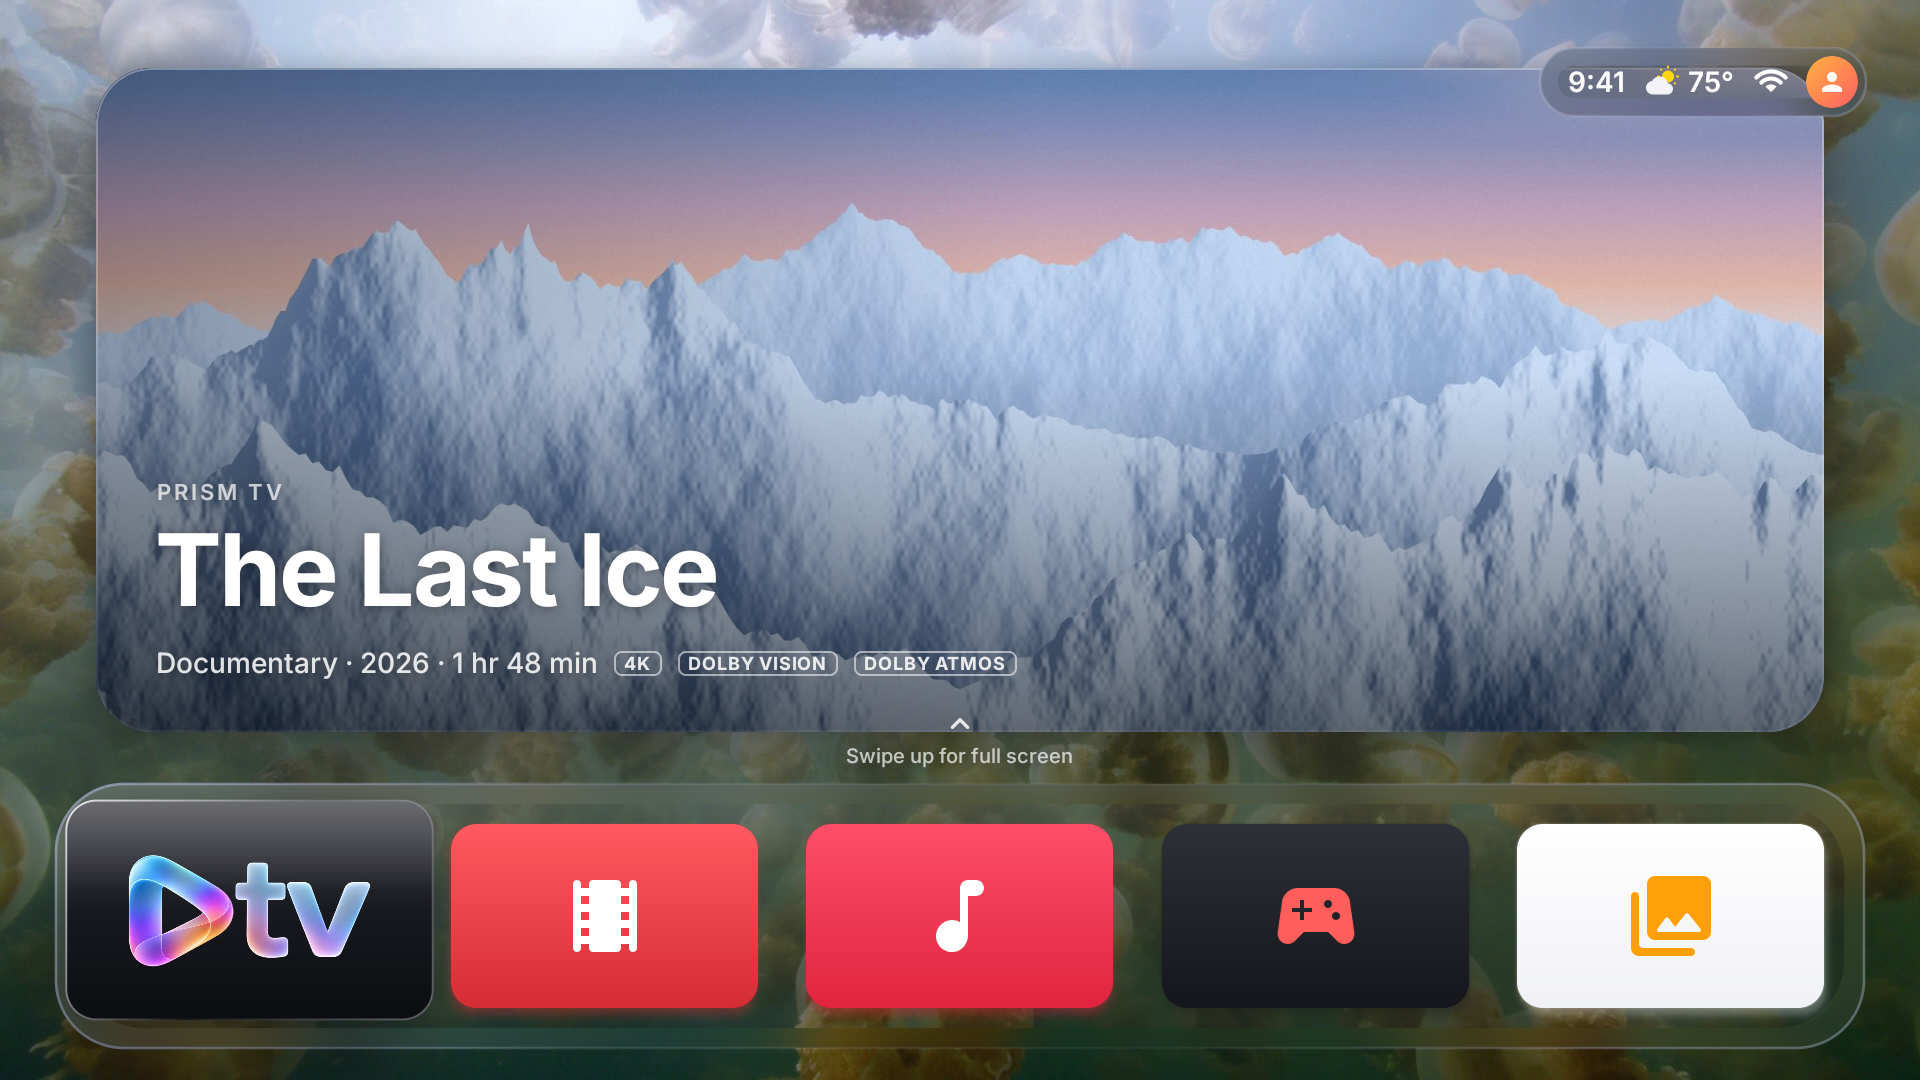 9:41 75°
PRISM TV
The Last Ice
Documentary · 2026 · 1 hr 48 min 4K DOLBY VISION DOLBY ATMOS
Swipe up for full screen
tv